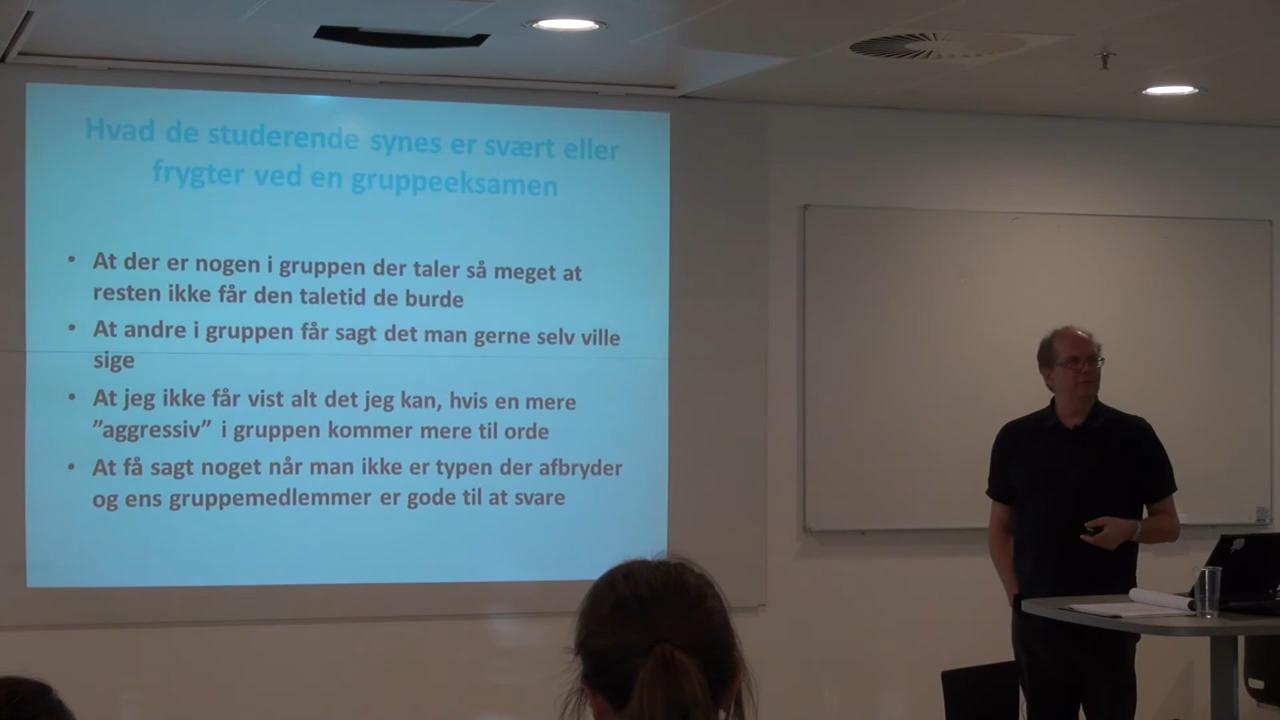 Hvad de studerende synes er svært eller
frygter ved en gruppeeksamen
• At der er nogen i gruppen der taler så meget at
resten ikke får den taletid de burde
• At andre i gruppen får sagt det man gerne selv ville
sige
• At jeg ikke får vist alt det jeg kan, hvis en mere
”aggressiv” i gruppen kommer mere til orde
• At få sagt noget når man ikke er typen der afbryder
og ens gruppemedlemmer er gode til at svare